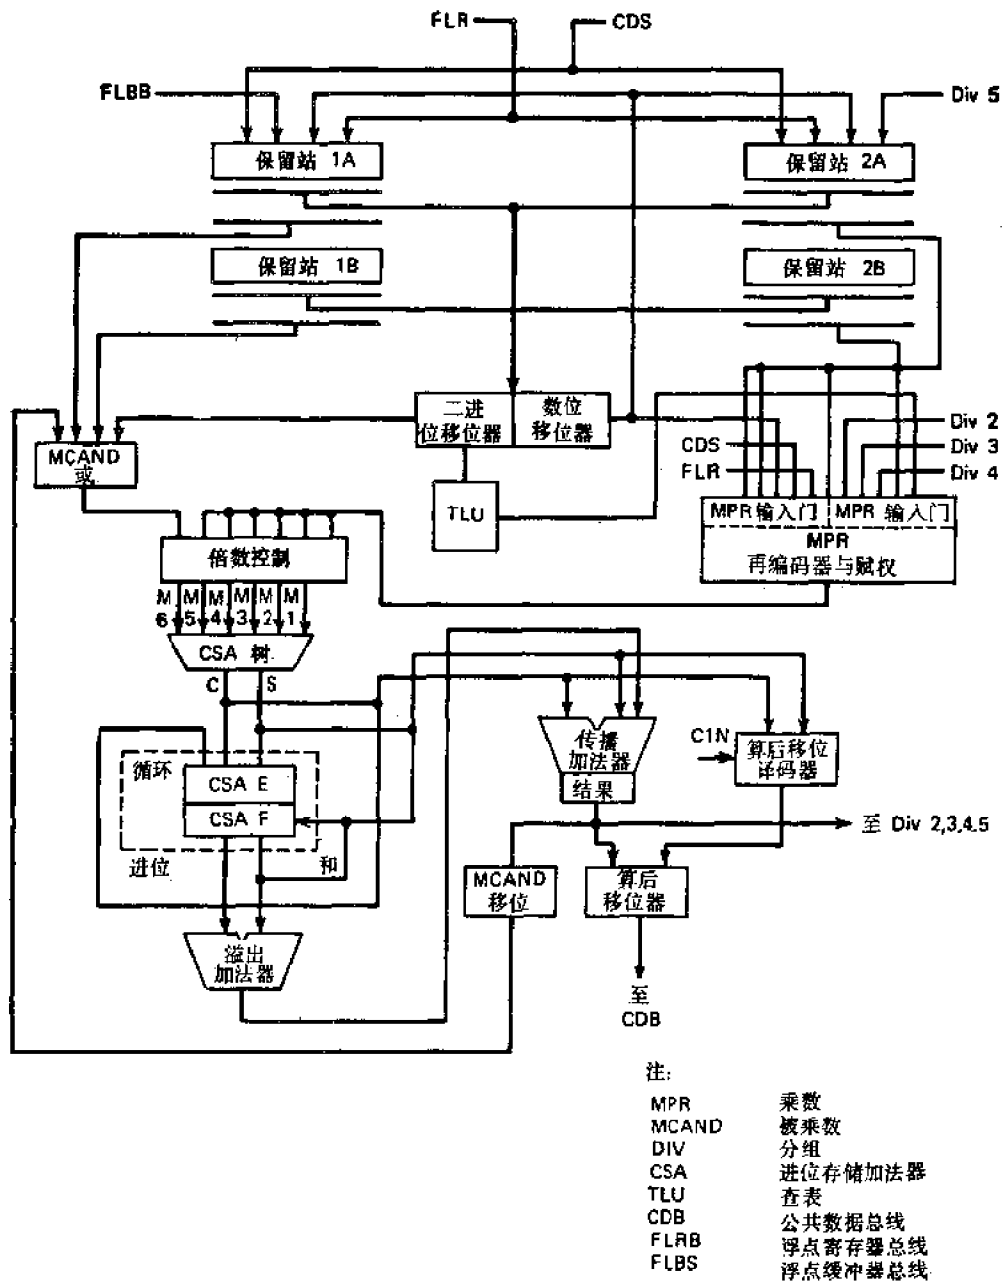 FLR
CDS
FLBB
Div 5
保留站 1A
保留站 2A
保留站 1B
保留站 2B
二进
位移位器
数位
移位器
MCAND
或
TLU
CDS
FLR
Div 2
Div 3
Div 4
MPR 输入门
MPR 输入门
MPR
再编码器与赋权
倍数控制
M M M M M M
6 5 4 3 2 1
CSA 树
C S
循环
CSA E
CSA F
进位
和
传播
加法器
结果
C1N
算后移位
译码器
至 Div 2,3,4.5
MCAND
移位
算后
移位器
溢出
加法器
至
CDB
注:
MPR 乘数
MCAND 被乘数
DIV 分组
CSA 进位存储加法器
TLU 查表
CDB 公共数据总线
FLRB 浮点寄存器总线
FLBS 浮点缓冲器总线